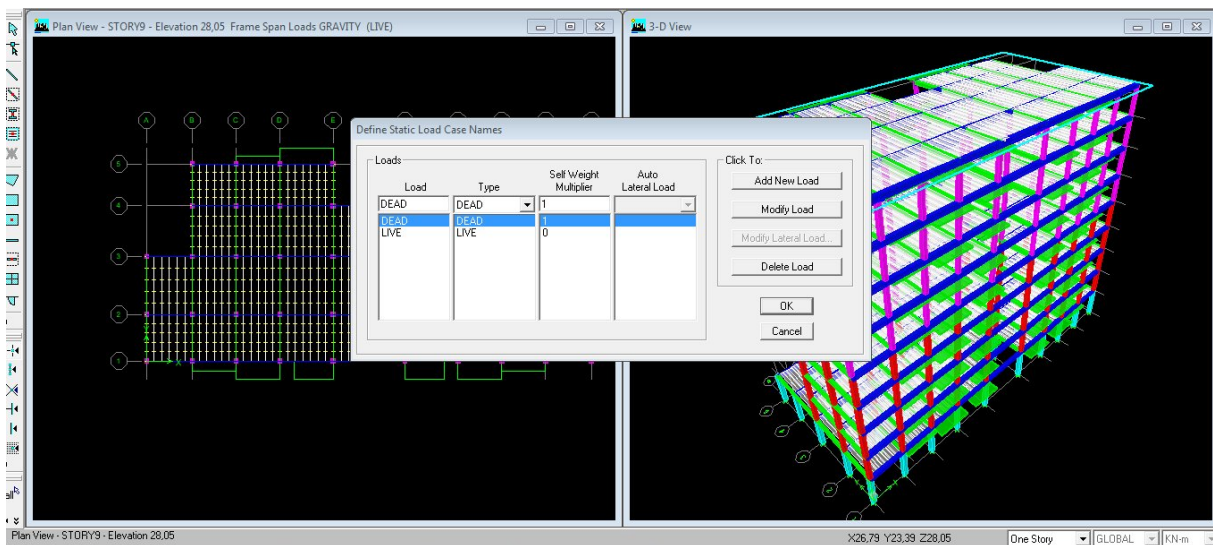 Plan View - STORY9 - Elevation 28,05 Frame Span Loads GRAVITY (LIVE)
3-D View
A B C D E
5
4
3
2
1
X
Define Static Load Case Names
Loads
Load Type Self Weight Multiplier Auto Lateral Load
DEAD DEAD 1
DEAD DEAD 1
LIVE LIVE 0
Click To:
Add New Load
Modify Load
Modify Lateral Load...
Delete Load
OK
Cancel
Plan View - STORY9 - Elevation 28,05
X26,79 Y23,39 Z28,05
One Story
GLOBAL
KN-m